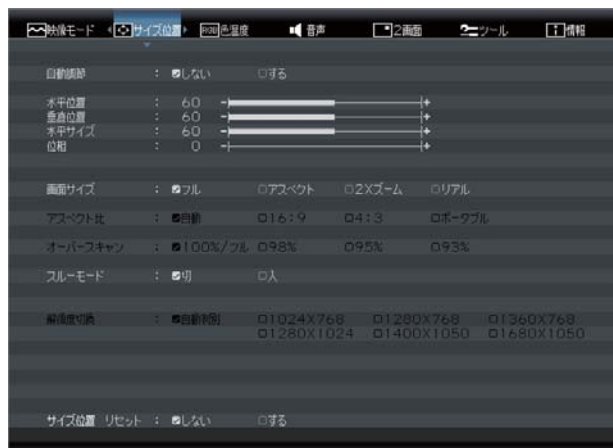 映像モード サイズ位置 RGB 色温度 音声 2画面 ツール i 情報
自動調節 : しない する
水平位置 : 60 - +
垂直位置 : 60 - +
水平サイズ : 60 - +
位相 : 0 - +
画面サイズ : フル アスペクト 2Xズーム リアル
アスペクト比 : 自動 16:9 4:3 ポータブル
オーバースキャン : 100%/フル 98% 95% 93%
スルーモード : 切 入
解像度切換 : 自動判別 1024X768 1280X768 1360X768
1280X1024 1400X1050 1680X1050
サイズ位置 リセット : しない する